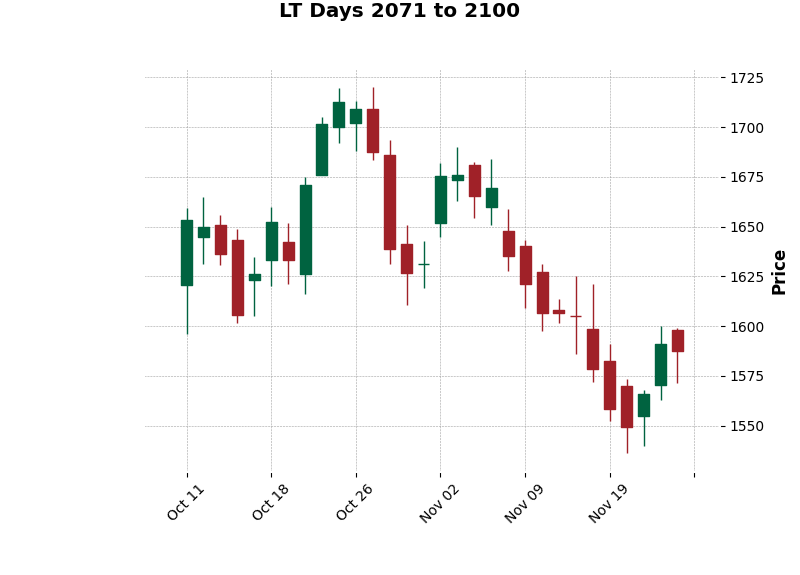 LT Days 2071 to 2100
1725
1700
1675
1650
1625
1600
1575
1550
Price
Oct 11
Oct 18
Oct 26
Nov 02
Nov 09
Nov 19